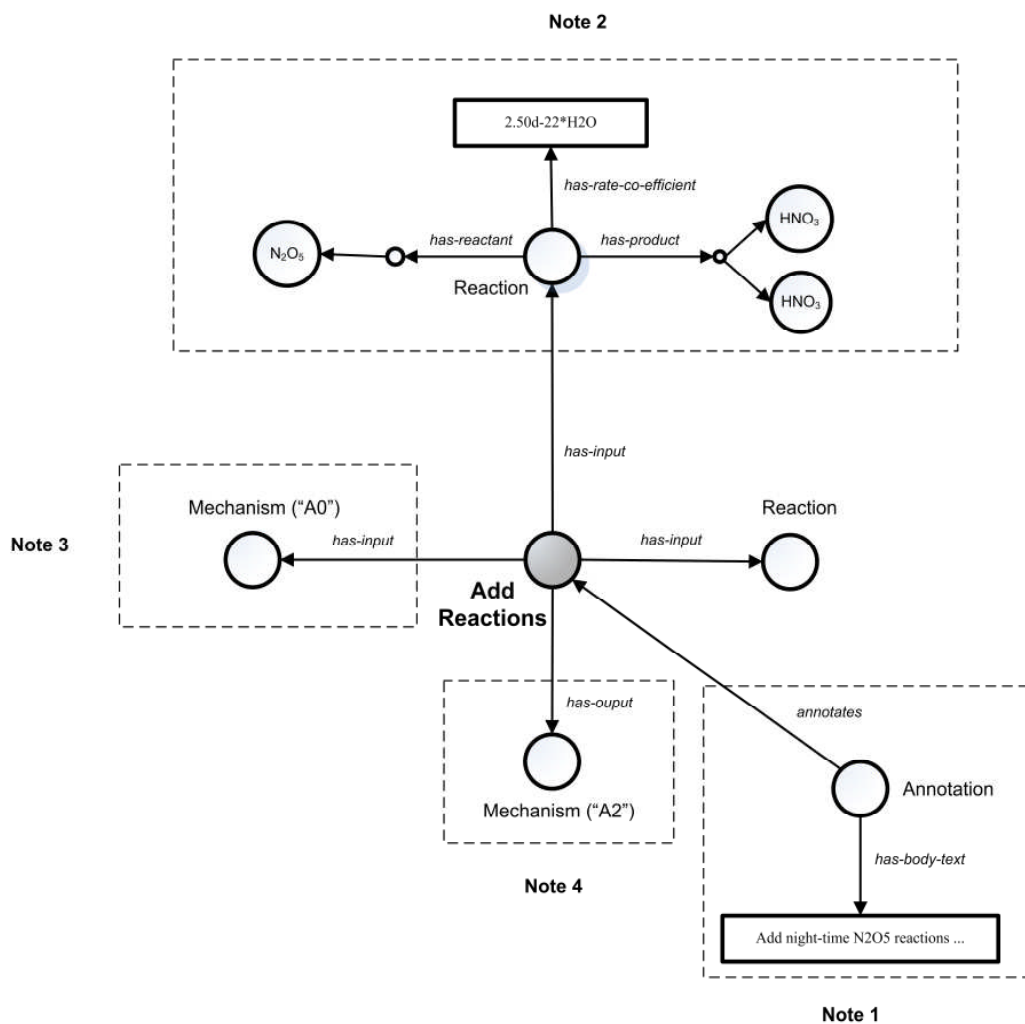 Note 2
2.50d-22*H2O
has-rate-co-efficient
N₂O₅
has-reactant
has-product
HNO₃
HNO₃
Reaction
has-input
Mechanism (“A0”)
Reaction
Note 3
has-input
has-input
Add
Reactions
has-ouput
annotates
Mechanism (“A2”)
Annotation
has-body-text
Note 4
Add night-time N2O5 reactions ...
Note 1